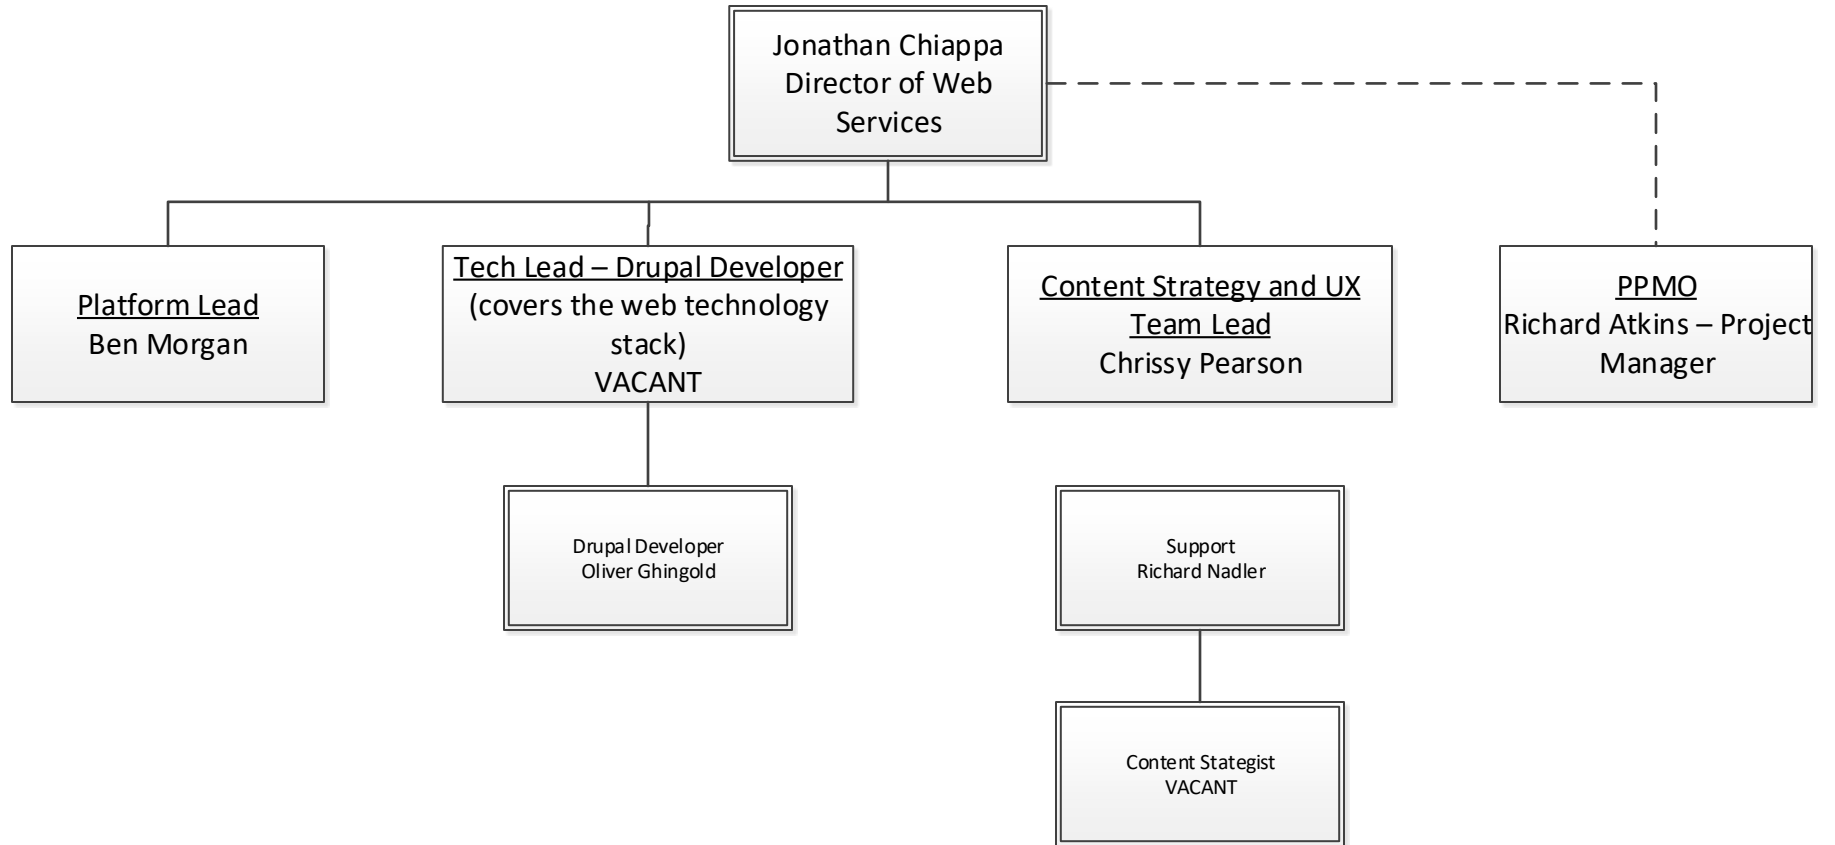 Jonathan Chiappa
Director of Web
Services
Platform Lead
Ben Morgan
Tech Lead – Drupal Developer
(covers the web technology
stack)
VACANT
Content Strategy and UX
Team Lead
Chrissy Pearson
PPMO
Richard Atkins – Project
Manager
Drupal Developer
Oliver Ghingold
Support
Richard Nadler
Content Stategist
VACANT